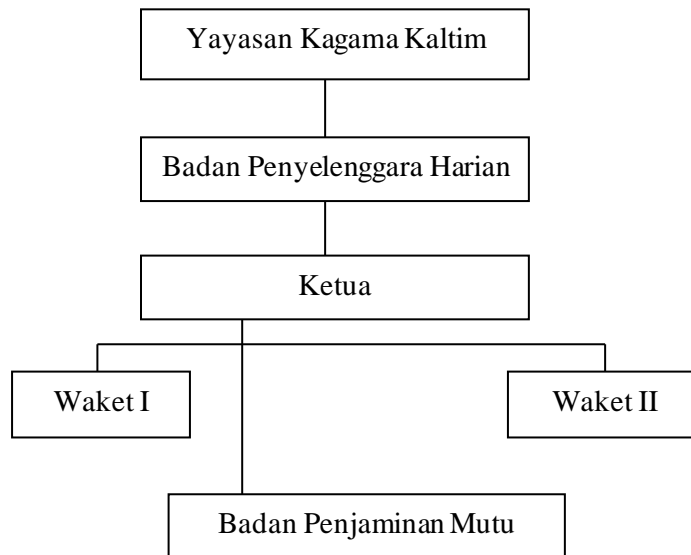 Yayasan Kagama Kaltim
Badan Penyelenggara Harian
Ketua
Waket I
Waket II
Badan Penjaminan Mutu